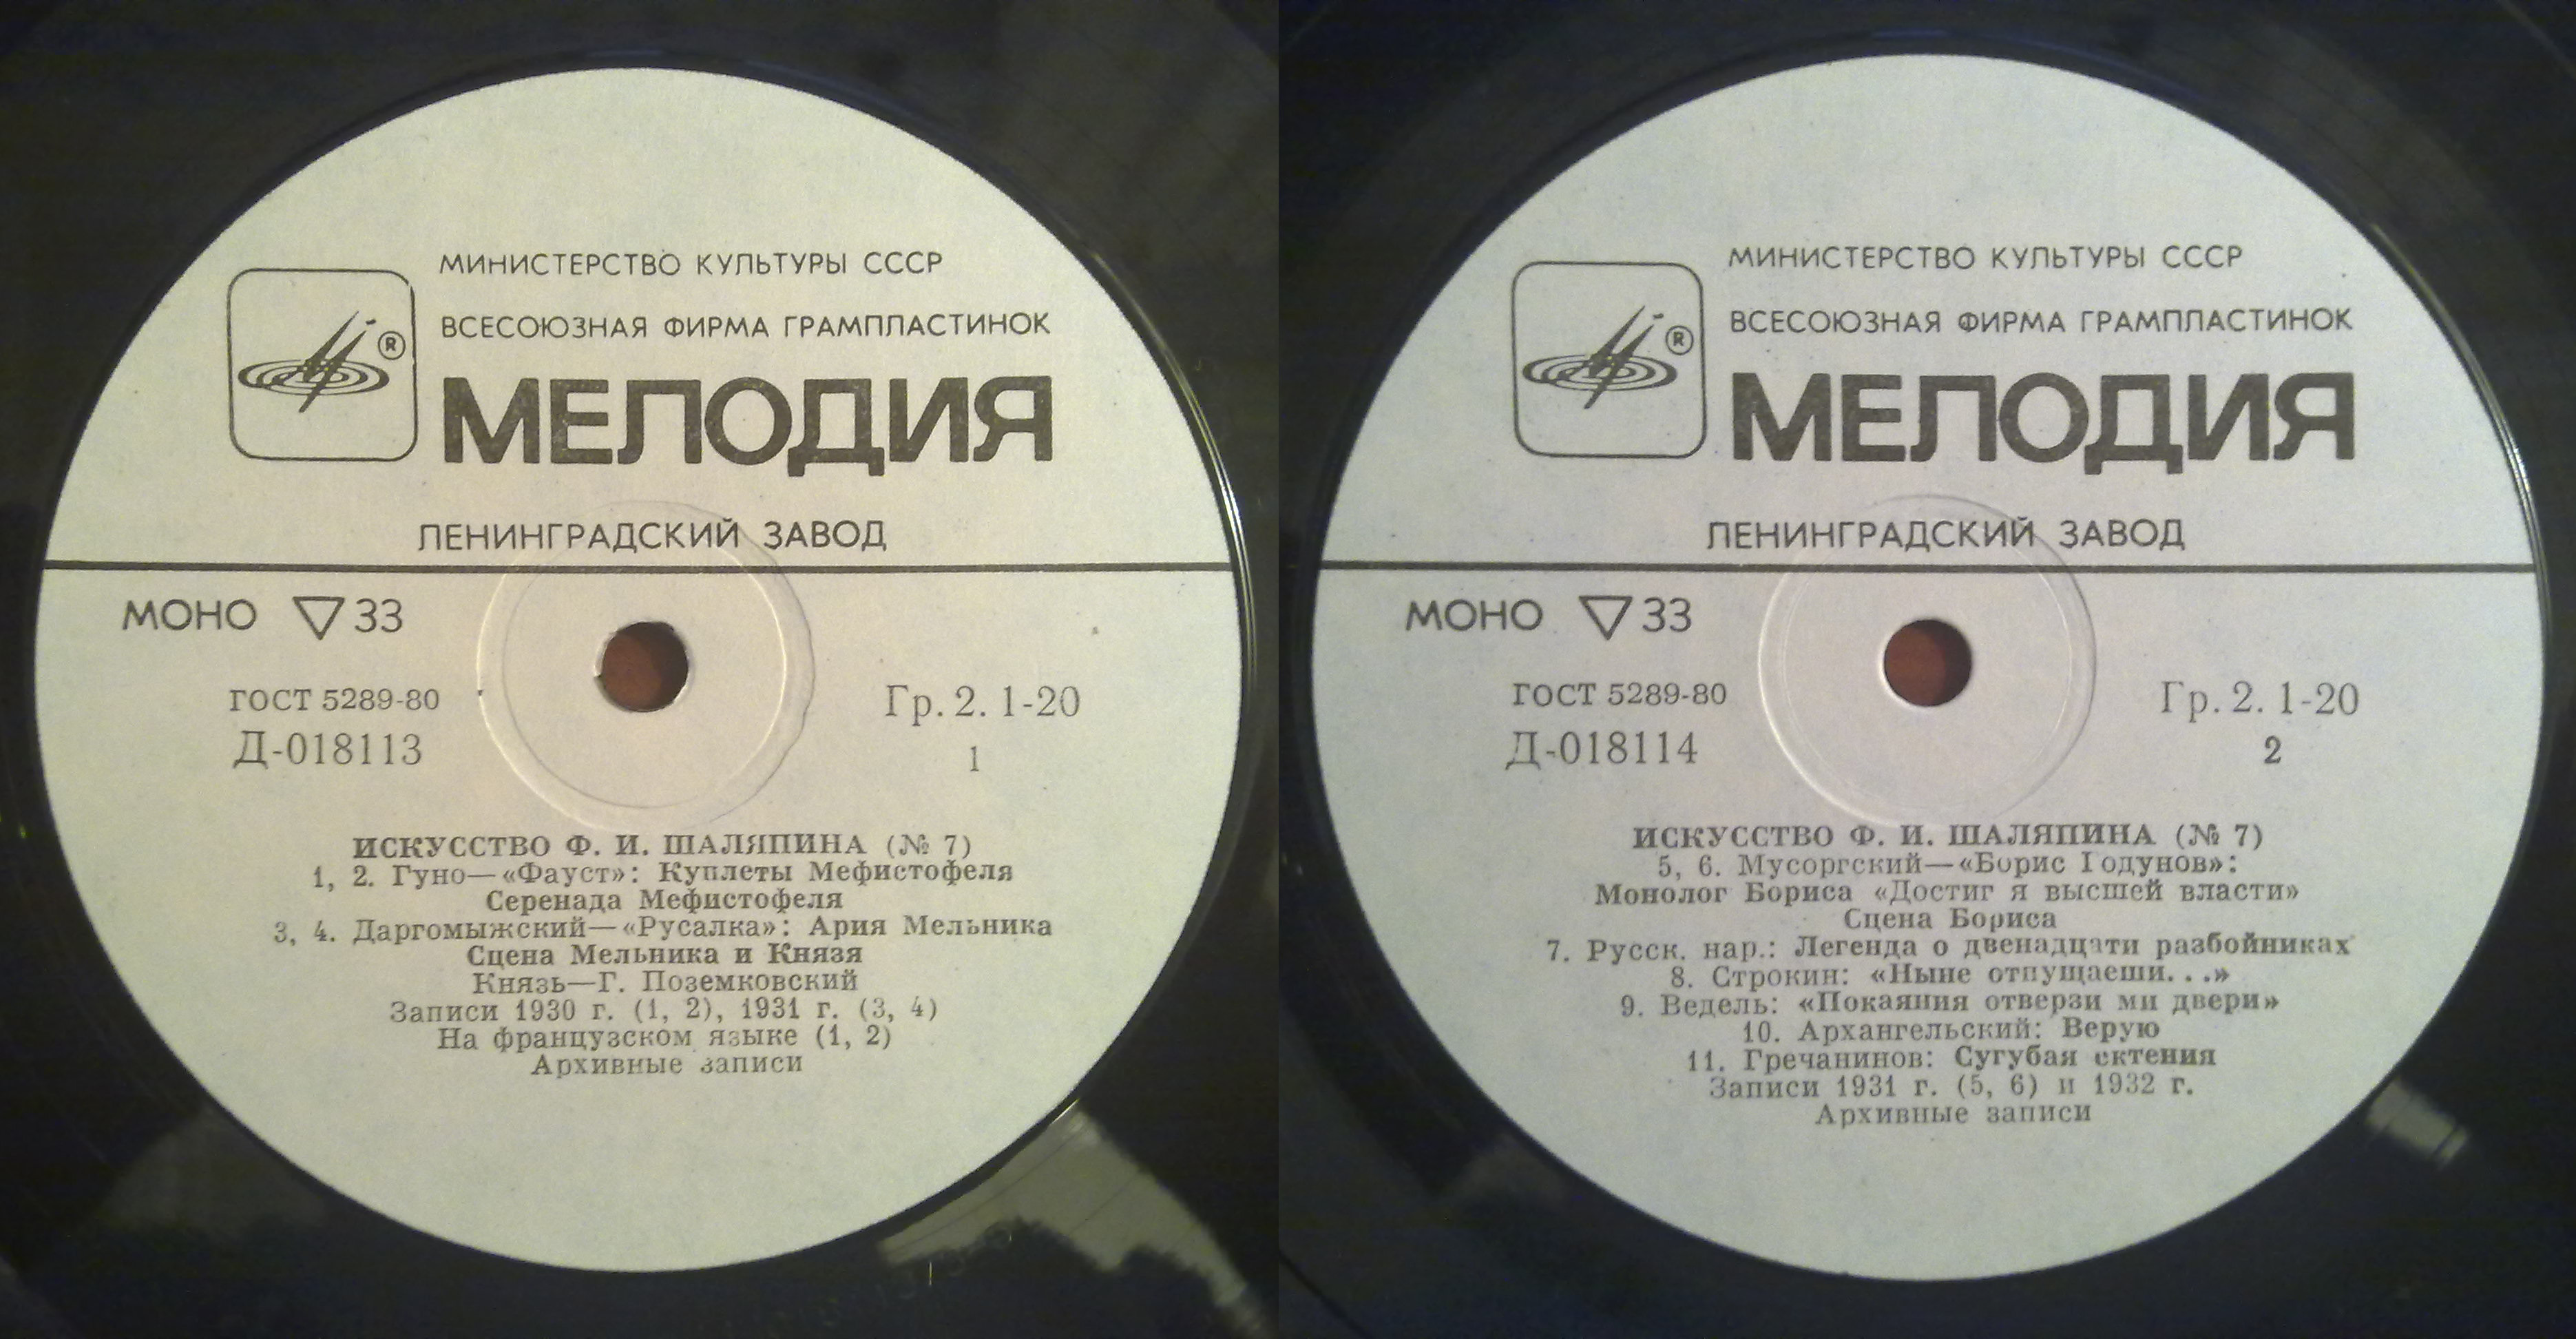 МИНИСТЕРСТВО КУЛЬТУРЫ СССР
ВСЕСОЮЗНАЯ ФИРМА ГРАМПЛАСТИНОК
®
МЕЛОДИЯ
ЛЕНИНГРАДСКИЙ ЗАВОД
МОНО ▽33
ГОСТ 5289-80
Гр. 2. 1-20
Д-018113
1
ИСКУССТВО Ф. И. ШАЛЯПИНА (№ 7)
1, 2. Гуно—«Фауст»: Куплеты Мефистофеля
Серенада Мефистофеля
3, 4. Даргомыжский—«Русалка»: Ария Мельника
Сцена Мельника и Князя
Князь—Г. Поземковский
Записи 1930 г. (1, 2), 1931 г. (3, 4)
На французском языке (1, 2)
Архивные записи
МИНИСТЕРСТВО КУЛЬТУРЫ СССР
ВСЕСОЮЗНАЯ ФИРМА ГРАМПЛАСТИНОК
®
МЕЛОДИЯ
ЛЕНИНГРАДСКИЙ ЗАВОД
МОНО ▽33
ГОСТ 5289-80
Гр. 2. 1-20
Д-018114
2
ИСКУССТВО Ф. И. ШАЛЯПИНА (№ 7)
5, 6. Мусоргский—«Борис Годунов»:
Монолог Бориса «Достиг я высшей власти»
Сцена Бориса
7. Русск. нар.: Легенда о двенадцати разбойниках
8. Строкин: «Ныне отпущаеши...»
9. Ведель: «Покаяния отверзи ми двери»
10. Архангельский: Верую
11. Гречанинов: Сугубая ектения
Записи 1931 г. (5, 6) и 1932 г.
Архивные записи